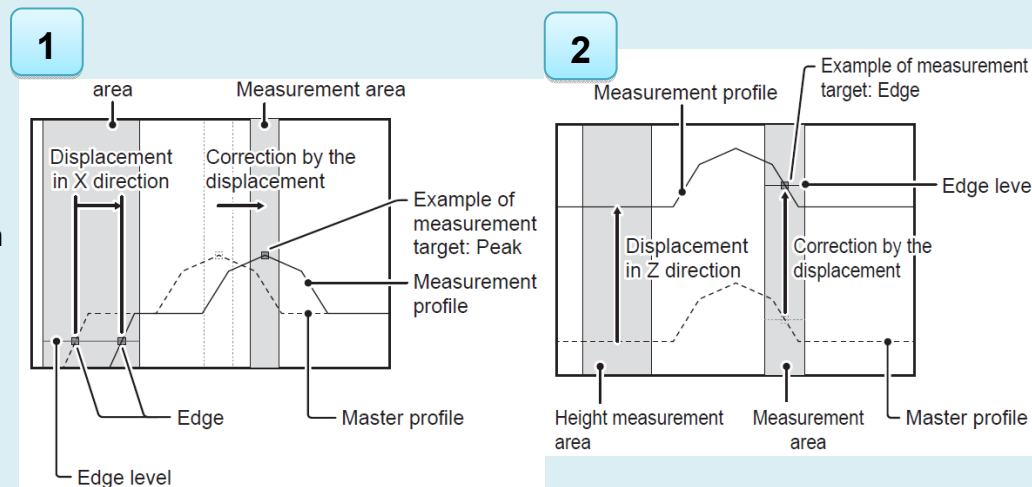 1
area
Measurement area
Displacement
in X direction
Correction by the
displacement
Example of
measurement
target: Peak
Measurement
profile
Edge
Master profile
Edge level
2
Measurement profile
Example of measurement
target: Edge
Edge leve
Displacement
in Z direction
Correction by the
displacement
Height measurement
area
Measurement
area
Master profile